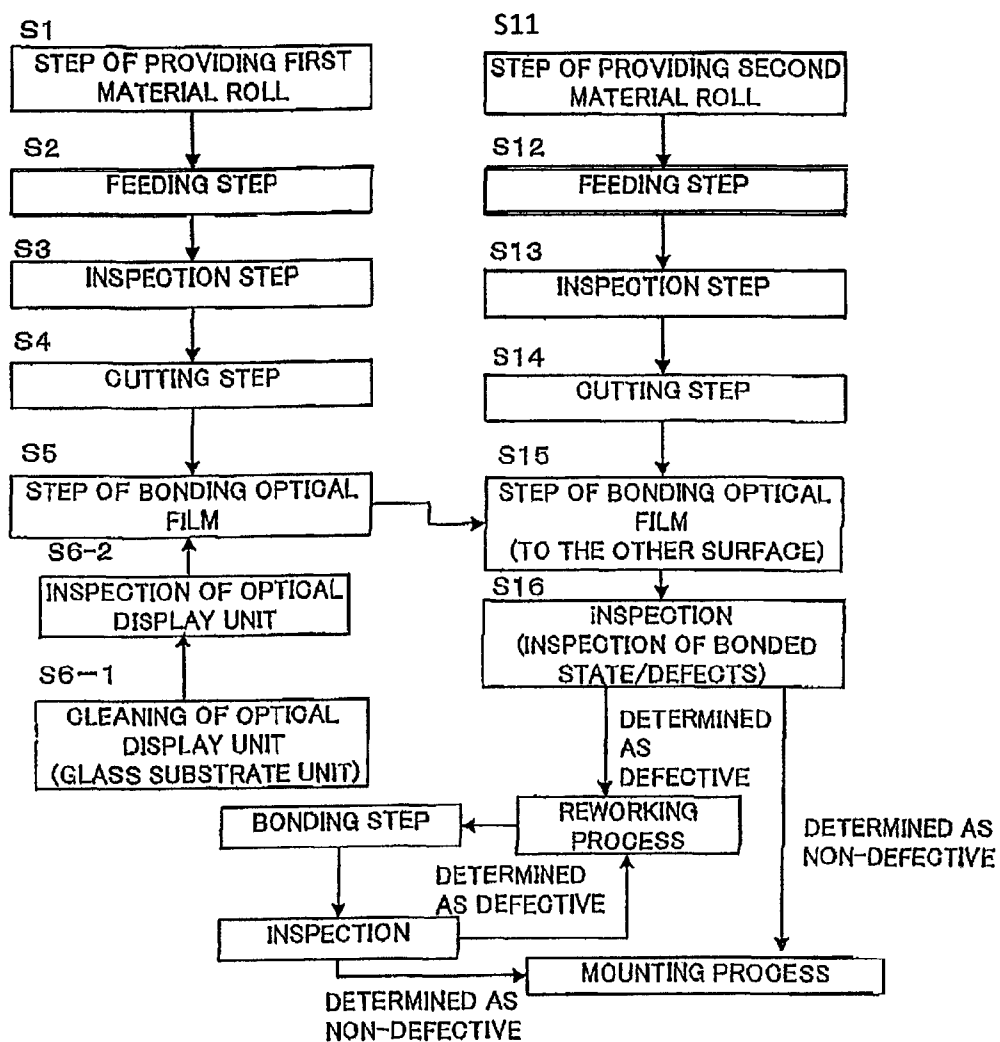 S1
STEP OF PROVIDING FIRST
MATERIAL ROLL
S2
FEEDING STEP
S3
INSPECTION STEP
S4
CUTTING STEP
S5
STEP OF BONDING OPTICAL
FILM
S6-2
INSPECTION OF OPTICAL
DISPLAY UNIT
S6-1
CLEANING OF OPTICAL
DISPLAY UNIT
(GLASS SUBSTRATE UNIT)
S11
STEP OF PROVIDING SECOND
MATERIAL ROLL
S12
FEEDING STEP
S13
INSPECTION STEP
S14
CUTTING STEP
S15
STEP OF BONDING OPTICAL
FILM
(TO THE OTHER SURFACE)
S16
INSPECTION
(INSPECTION OF BONDED
STATE/DEFECTS)
DETERMINED
AS
DEFECTIVE
REWORKING
PROCESS
BONDING STEP
DETERMINED AS
NON-DEFECTIVE
DETERMINED
AS DEFECTIVE
INSPECTION
MOUNTING PROCESS
DETERMINED AS
NON-DEFECTIVE